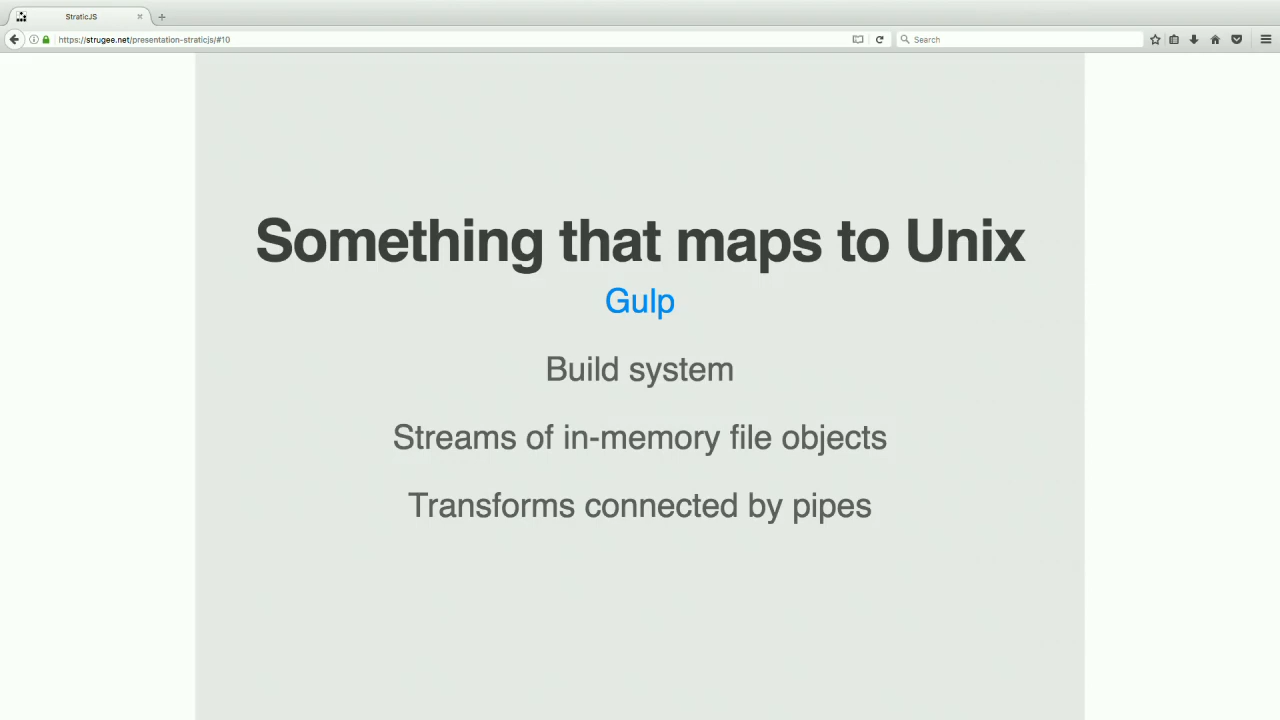 StraticJS
https://strugee.net/presentation-straticjs/#10
Search
Something that maps to Unix
Gulp
Build system
Streams of in-memory file objects
Transforms connected by pipes